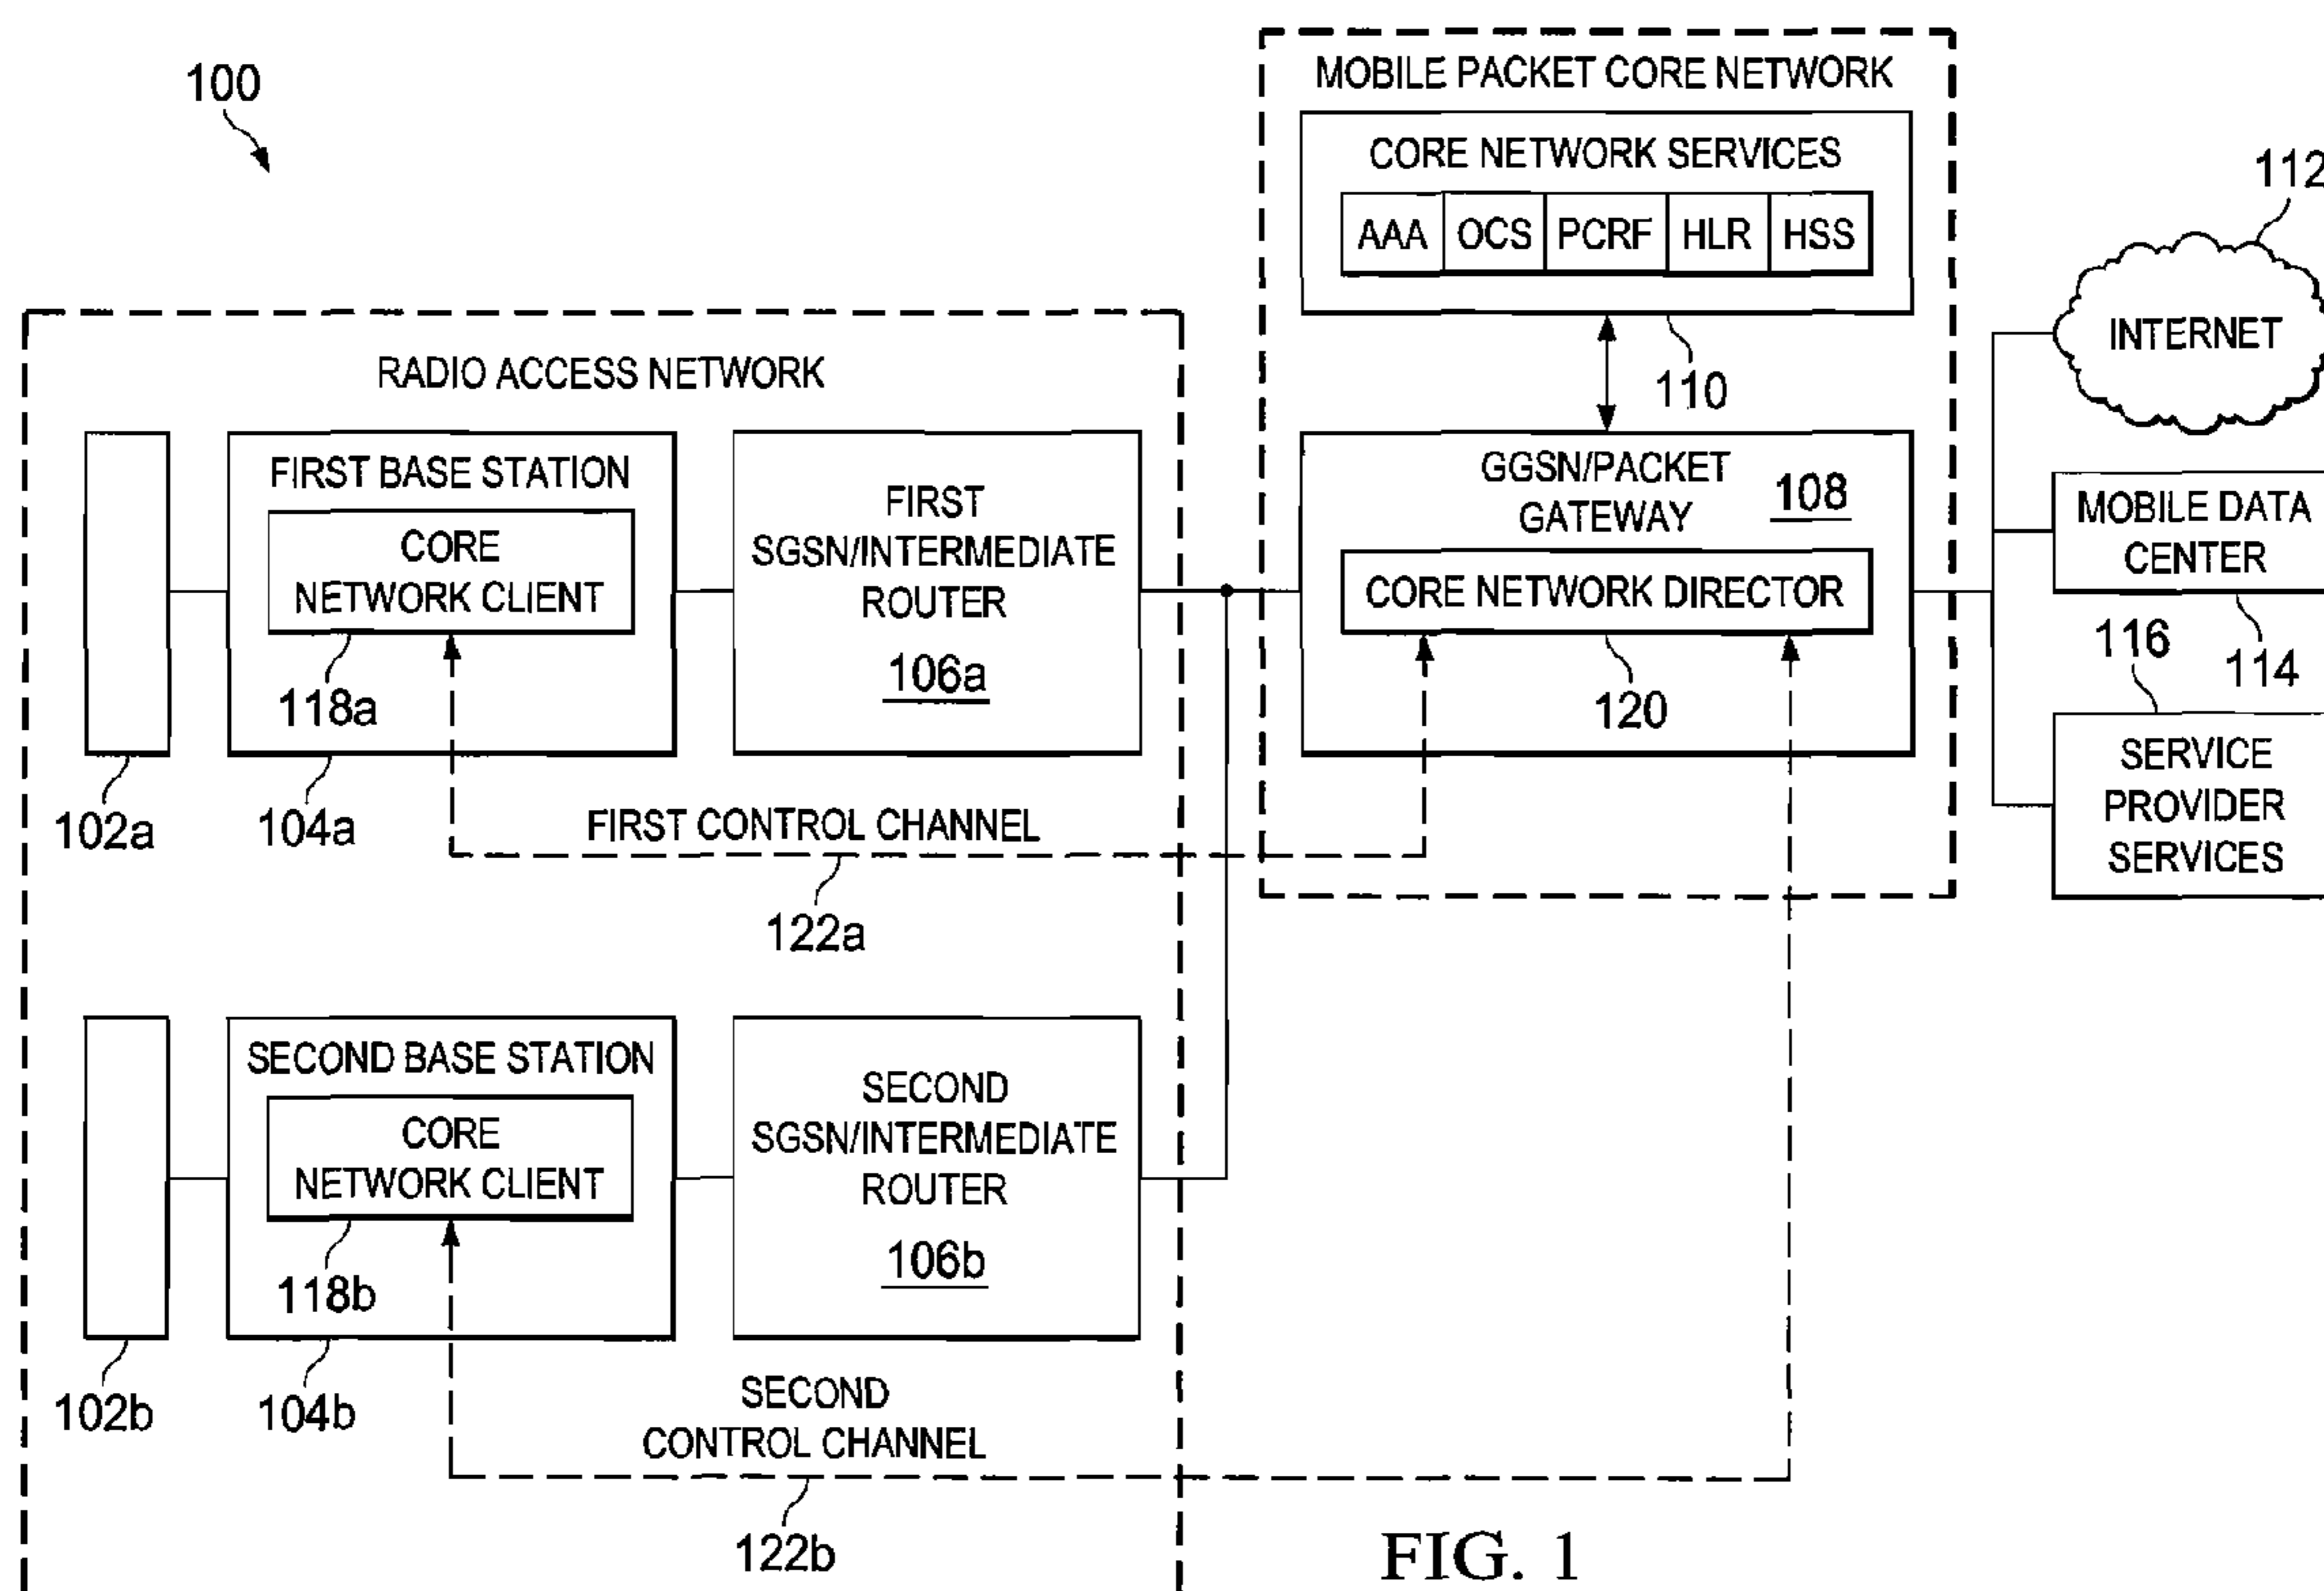 100
MOBILE PACKET CORE NETWORK
CORE NETWORK SERVICES
AAA OCS PCRF HLR HSS
110
112
INTERNET
RADIO ACCESS NETWORK
FIRST BASE STATION
CORE
NETWORK CLIENT
118a
102a
104a
FIRST
SGSN/INTERMEDIATE
ROUTER
106a
GGSN/PACKET
GATEWAY
108
CORE NETWORK DIRECTOR
120
MOBILE DATA
CENTER
114
116
SERVICE
PROVIDER
SERVICES
FIRST CONTROL CHANNEL
122a
SECOND BASE STATION
CORE
NETWORK CLIENT
118b
102b
104b
SECOND
SGSN/INTERMEDIATE
ROUTER
106b
SECOND
CONTROL CHANNEL
122b
FIG. 1